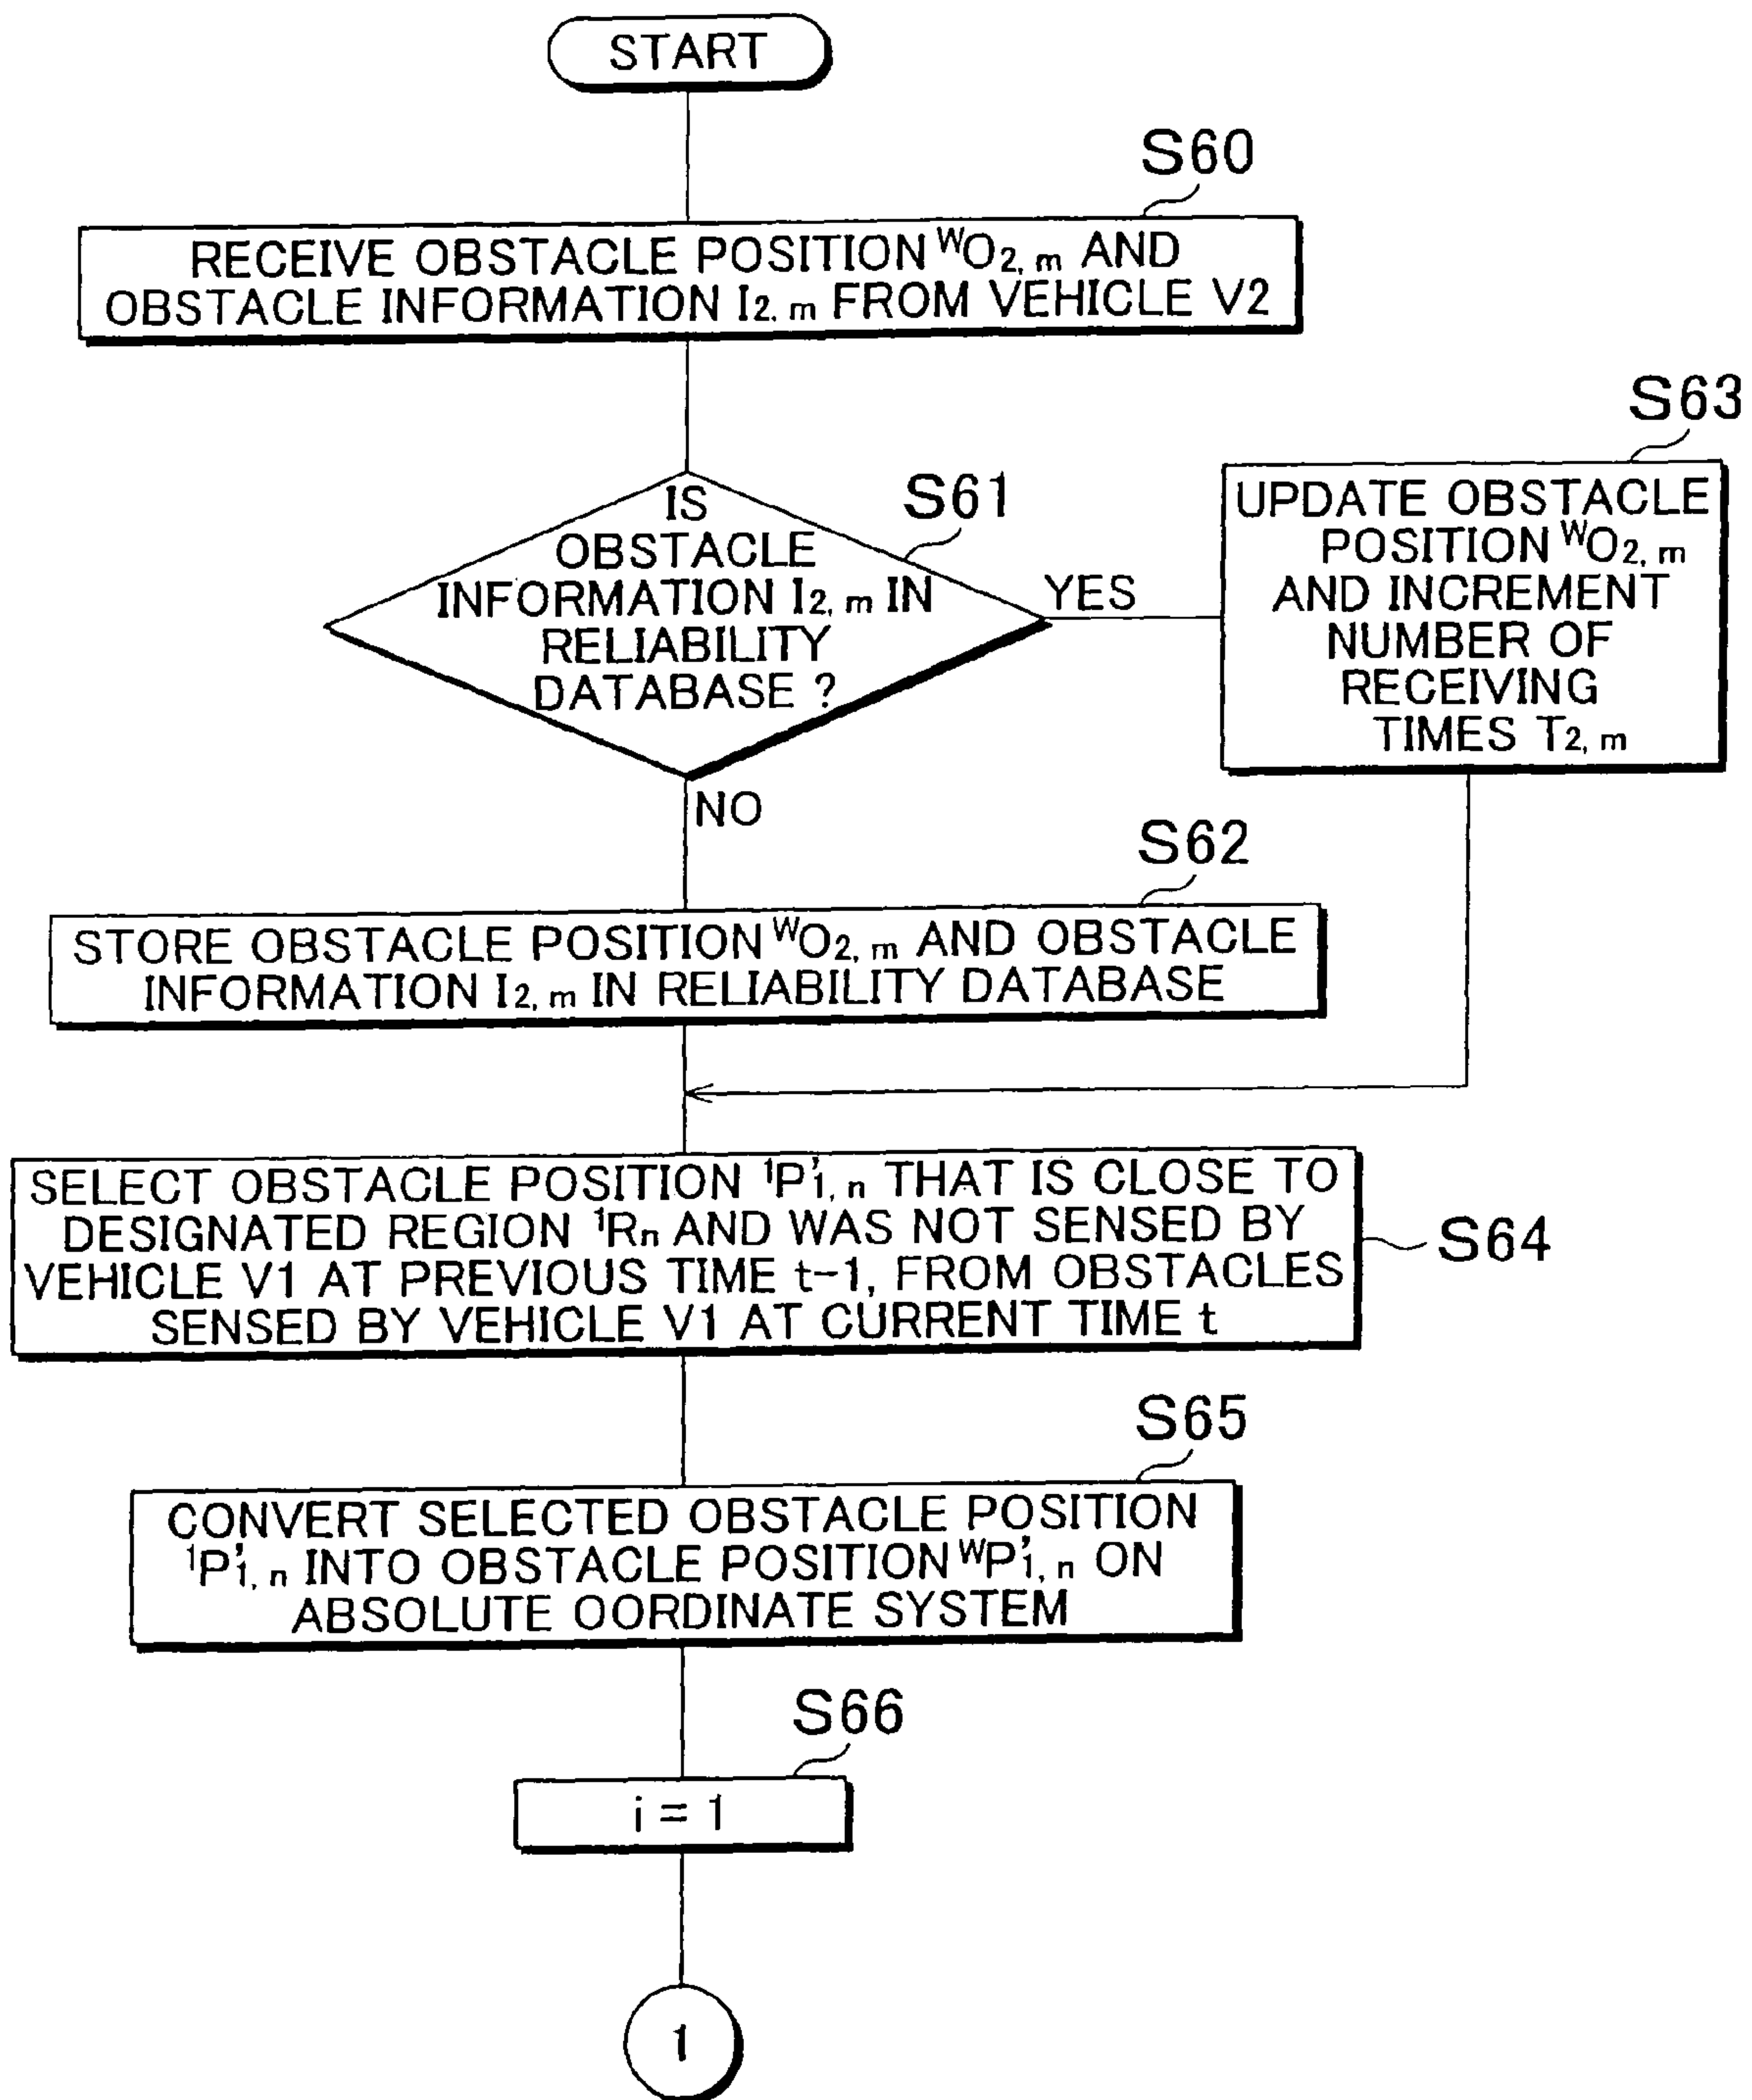 START
S60
RECEIVE OBSTACLE POSITION ᵂO₂, ₘ AND
OBSTACLE INFORMATION I₂, ₘ FROM VEHICLE V2
S61
IS
OBSTACLE
INFORMATION I₂, ₘ IN
RELIABILITY
DATABASE ?
YES
NO
S63
UPDATE OBSTACLE
POSITION ᵂO₂, ₘ
AND INCREMENT
NUMBER OF
RECEIVING
TIMES T₂, ₘ
S62
STORE OBSTACLE POSITION ᵂO₂, ₘ AND OBSTACLE
INFORMATION I₂, ₘ IN RELIABILITY DATABASE
SELECT OBSTACLE POSITION ¹P'₁, ₙ THAT IS CLOSE TO
DESIGNATED REGION ¹Rₙ AND WAS NOT SENSED BY
VEHICLE V1 AT PREVIOUS TIME t-1, FROM OBSTACLES
SENSED BY VEHICLE V1 AT CURRENT TIME t
S64
S65
CONVERT SELECTED OBSTACLE POSITION
¹P'₁, ₙ INTO OBSTACLE POSITION ᵂP'₁, ₙ ON
ABSOLUTE OORDINATE SYSTEM
S66
i = 1
1